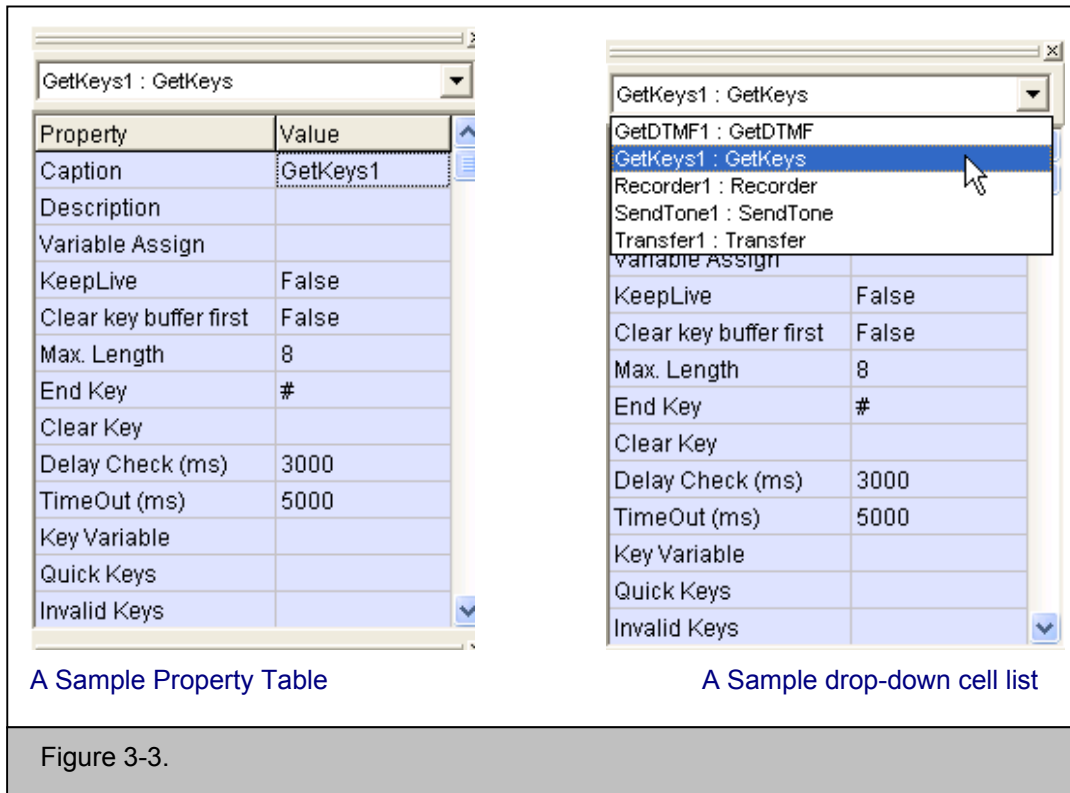 GetKeys1 : GetKeys
Property Value
Caption GetKeys1
Description
Variable Assign
KeepLive False
Clear key buffer first False
Max. Length 8
End Key #
Clear Key
Delay Check (ms) 3000
TimeOut (ms) 5000
Key Variable
Quick Keys
Invalid Keys
A Sample Property Table
GetKeys1 : GetKeys
GetDTMF1 : GetDTMF
GetKeys1 : GetKeys
Recorder1 : Recorder
SendTone1 : SendTone
Transfer1 : Transfer
Variable Assign
KeepLive False
Clear key buffer first False
Max. Length 8
End Key #
Clear Key
Delay Check (ms) 3000
TimeOut (ms) 5000
Key Variable
Quick Keys
Invalid Keys
A Sample drop-down cell list
Figure 3-3.